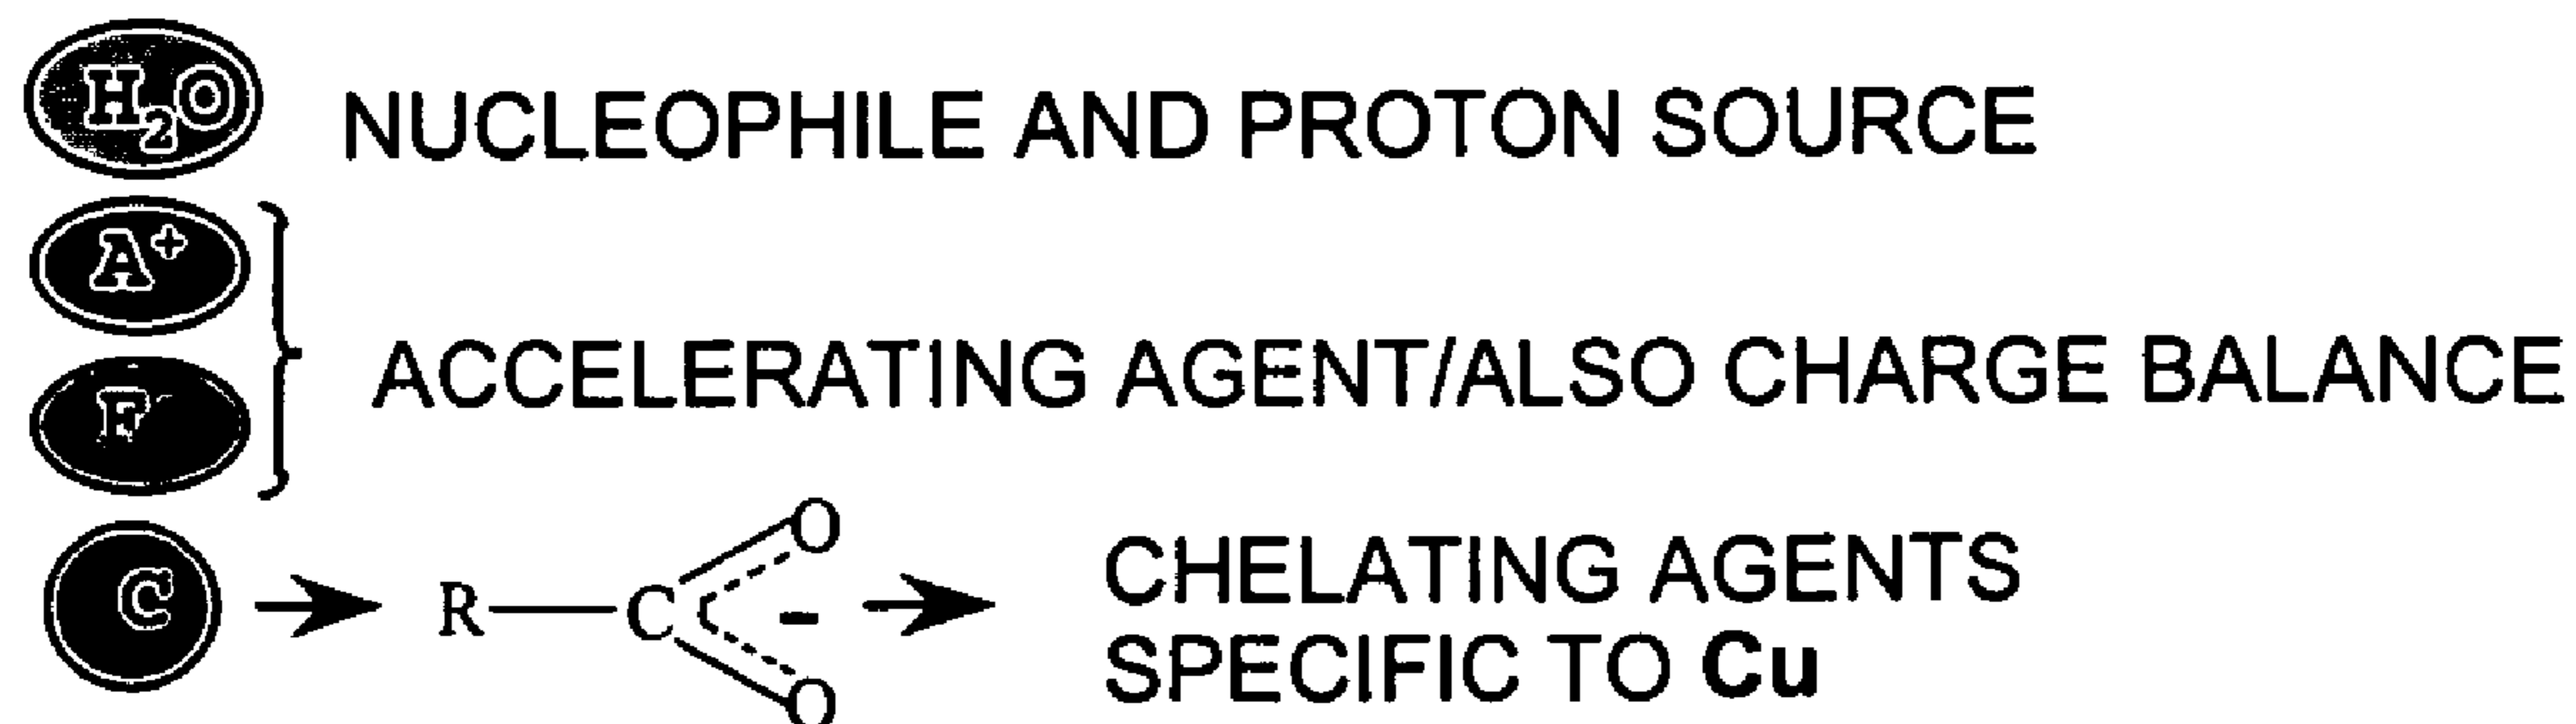 H₂O NUCLEOPHILE AND PROTON SOURCE
A⁺
ACCELERATING AGENT/ALSO CHARGE BALANCE
F⁻
O
C R C - CHELATING AGENTS
SPECIFIC TO Cu
O